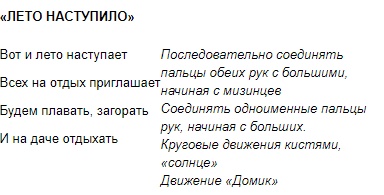 «ЛЕТО НАСТУПИЛО»
Вот и лето наступает
Всех на отдых приглашает
Будем плавать, загорать
И на даче отдыхать
Последовательно соединять
пальцы обеих рук с большими,
начиная с мизинцев
Соединять одноименные пальцы
рук, начиная с больших.
Круговые движения кистями,
«солнце»
Движение «Домик»